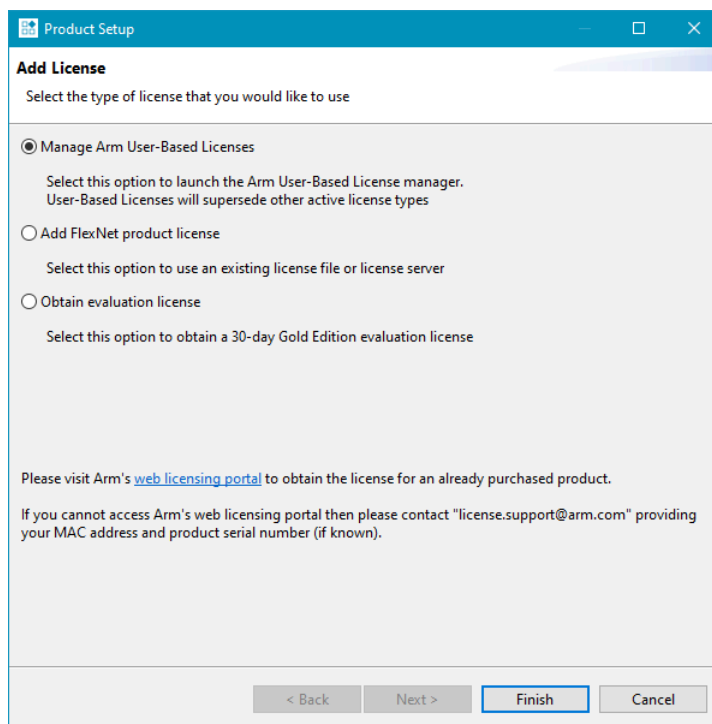 Product Setup
Add License
Select the type of license that you would like to use
Manage Arm User-Based Licenses
Select this option to launch the Arm User-Based License manager.
User-Based Licenses will supersede other active license types
Add FlexNet product license
Select this option to use an existing license file or license server
Obtain evaluation license
Select this option to obtain a 30-day Gold Edition evaluation license
Please visit Arm's web licensing portal to obtain the license for an already purchased product.
If you cannot access Arm's web licensing portal then please contact "license.support@arm.com" providing
your MAC address and product serial number (if known).
< Back Next > Finish Cancel